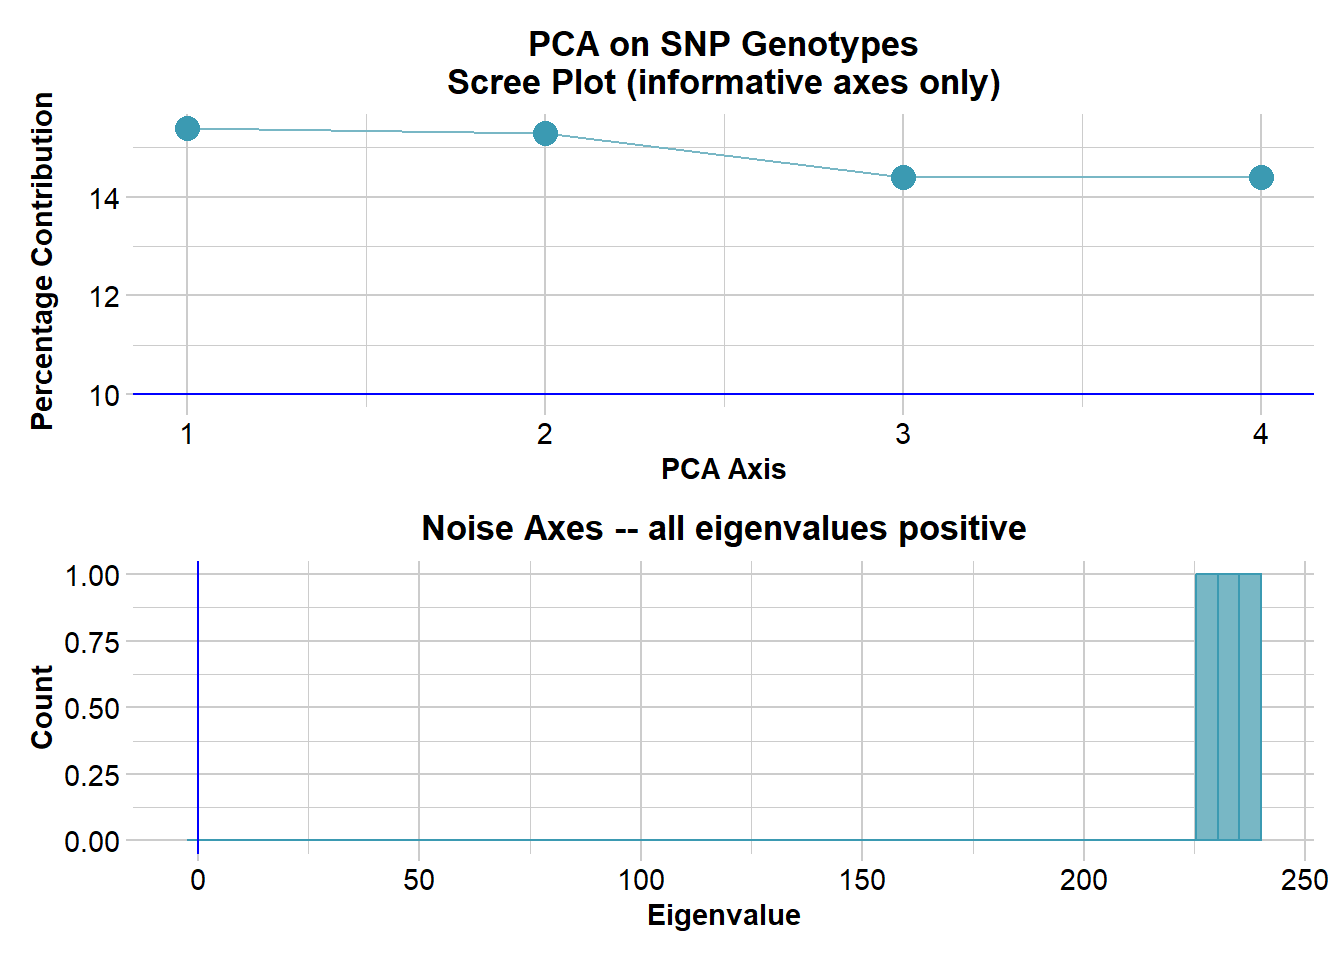 PCA on SNP Genotypes
Scree Plot (informative axes only)
Percentage Contribution
14
12
10
1 2 3 4
PCA Axis
Noise Axes -- all eigenvalues positive
Count
1.00
0.75
0.50
0.25
0.00
0 50 100 150 200 250
Eigenvalue